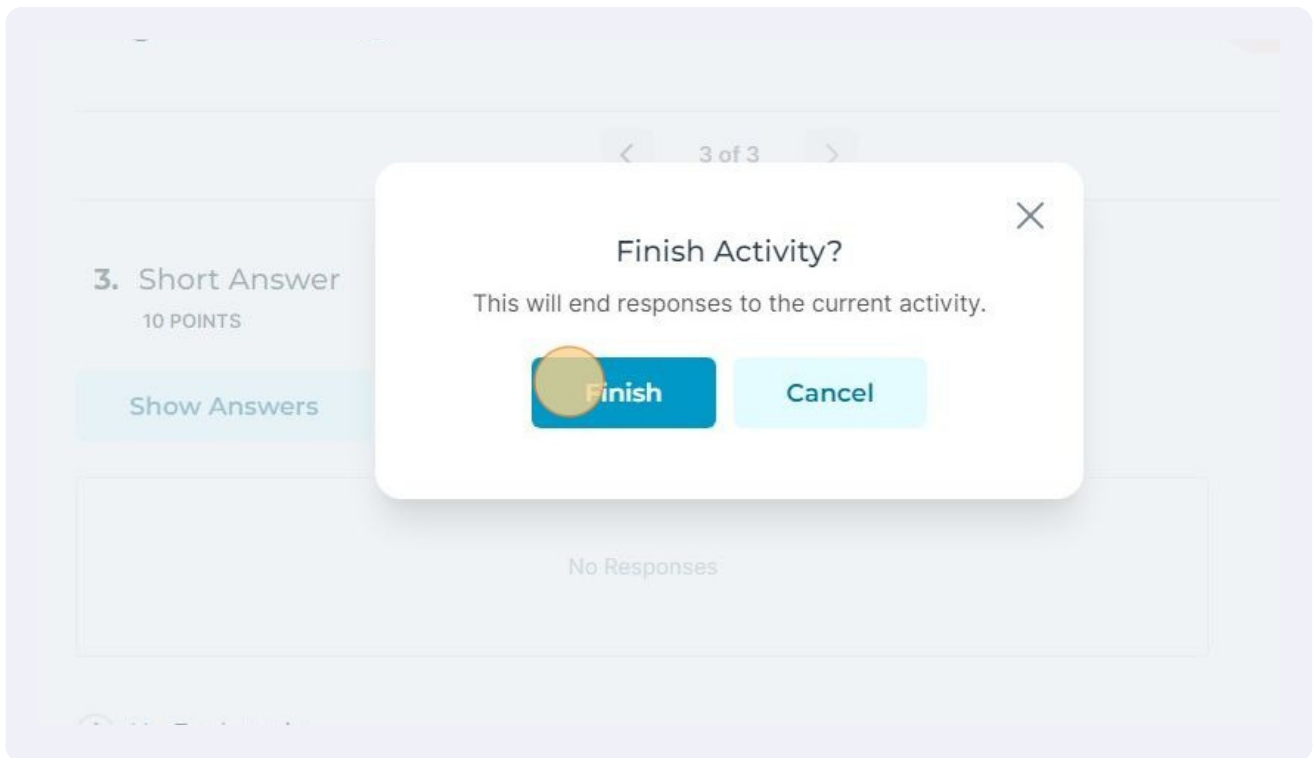 3 of 3
Finish Activity?
3. Short Answer
This will end responses to the current activity.
10 POINTS
Finish
Cancel
Show Answers
No Responses